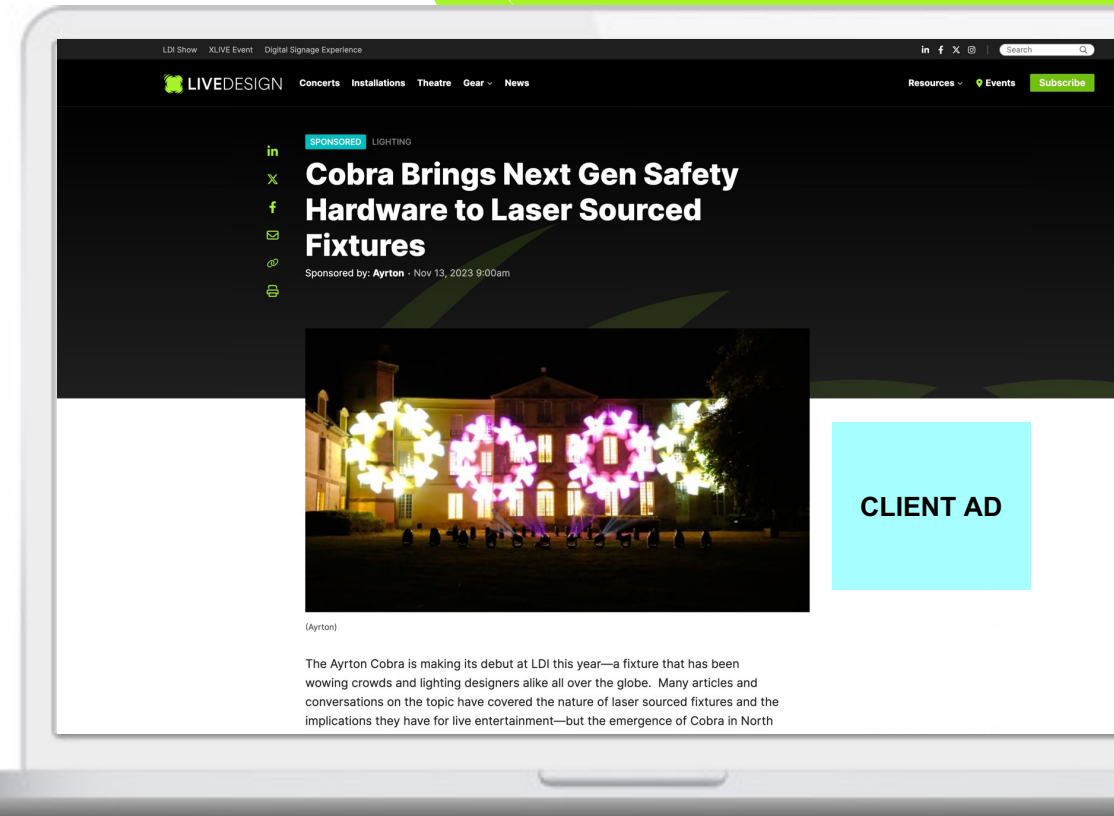 LDI Show XLIVE Event Digital Signage Experience
Search
LIVEDESIGN Concerts Installations Theatre Gear News
Resources Events Subscribe
SPONSORED LIGHTING
Cobra Brings Next Gen Safety
Hardware to Laser Sourced
Fixtures
Sponsored by: Ayrton • Nov 13, 2023 9:00am
CLIENT AD
(Ayrton)
The Ayrton Cobra is making its debut at LDI this year—a fixture that has been
wowing crowds and lighting designers alike all over the globe. Many articles and
conversations on the topic have covered the nature of laser sourced fixtures and the
implications they have for live entertainment—but the emergence of Cobra in North